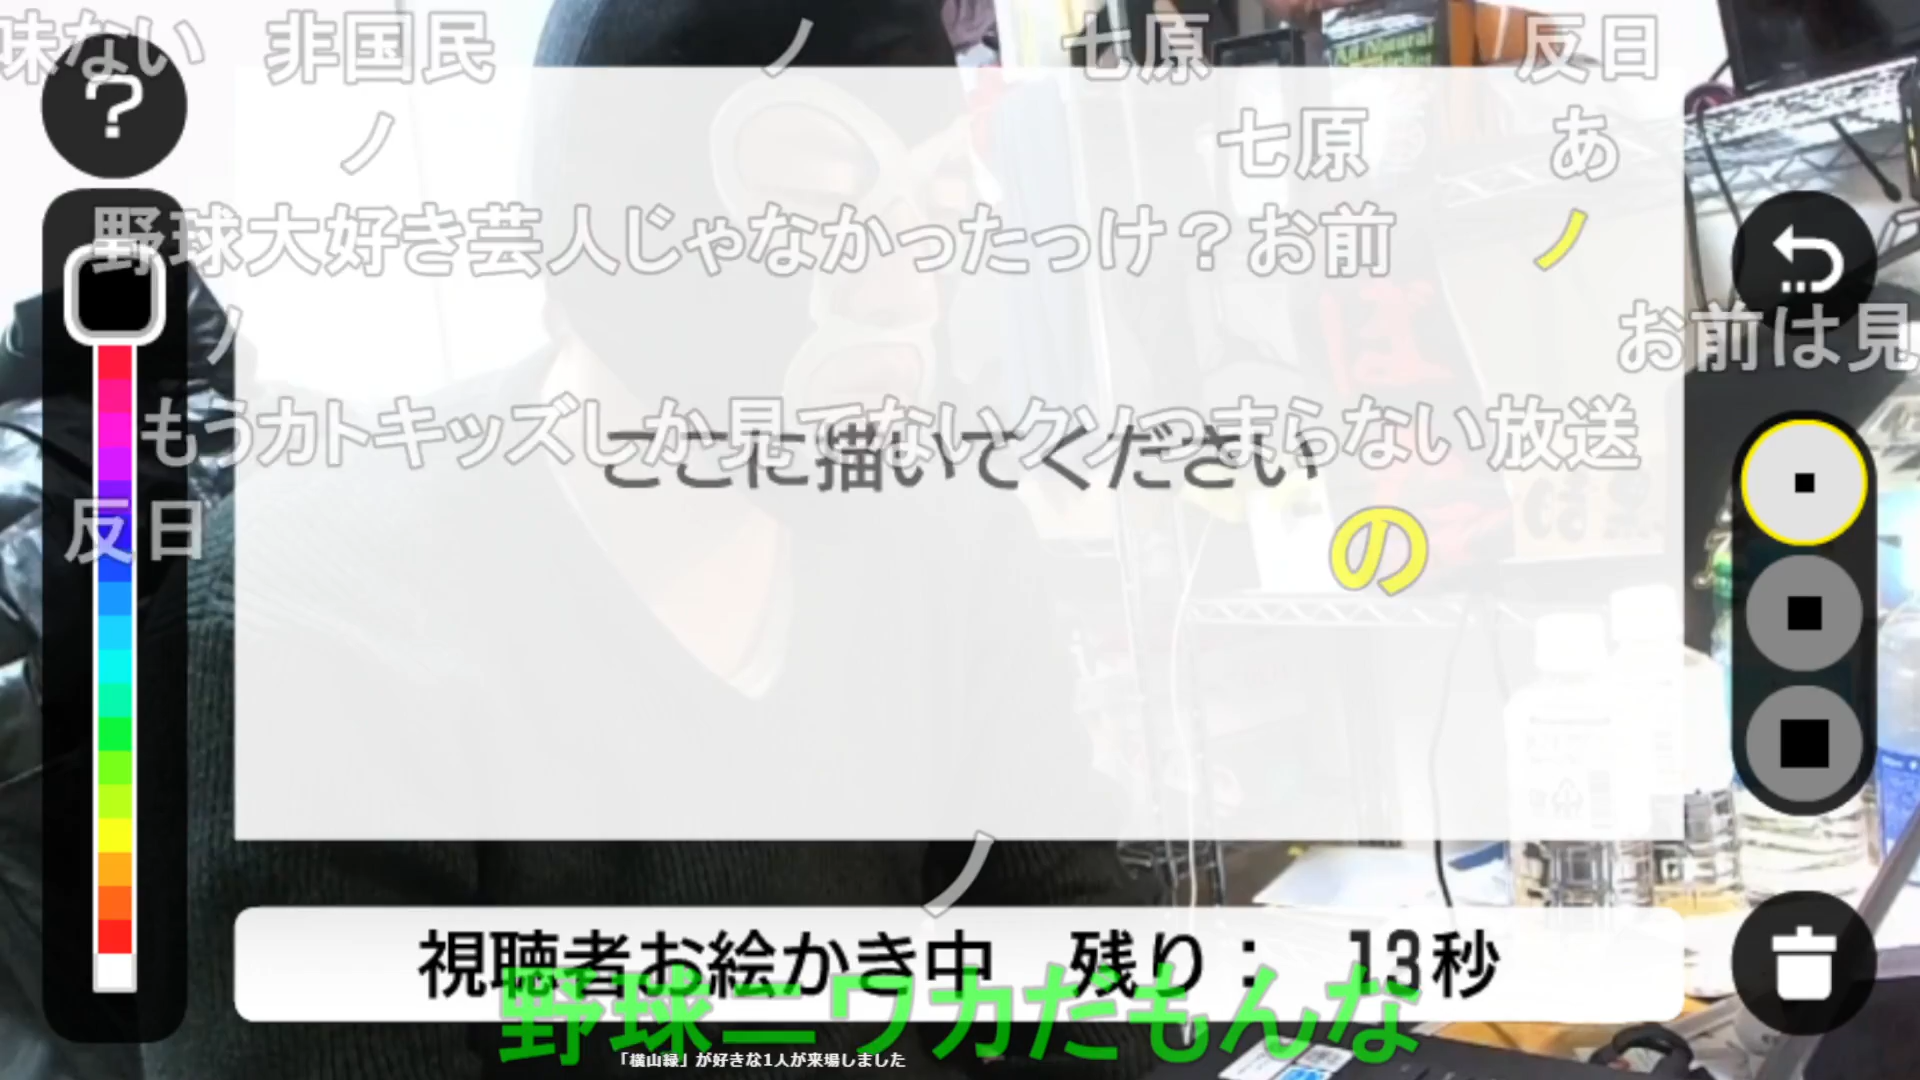 味ない 非国民 ノ 七原 反日
?
ノ 七原 あ
野球大好き芸人じゃなかったっけ?お前 ノ
ノ お前は見
もうカトキッズしか見てないクソつまらない放送
ここに描いてください
反日 の
ノ
視聴者お絵かき中 残り: 13秒
野球ニワカだもんな
「横山緑」が好きな1人が来場しました